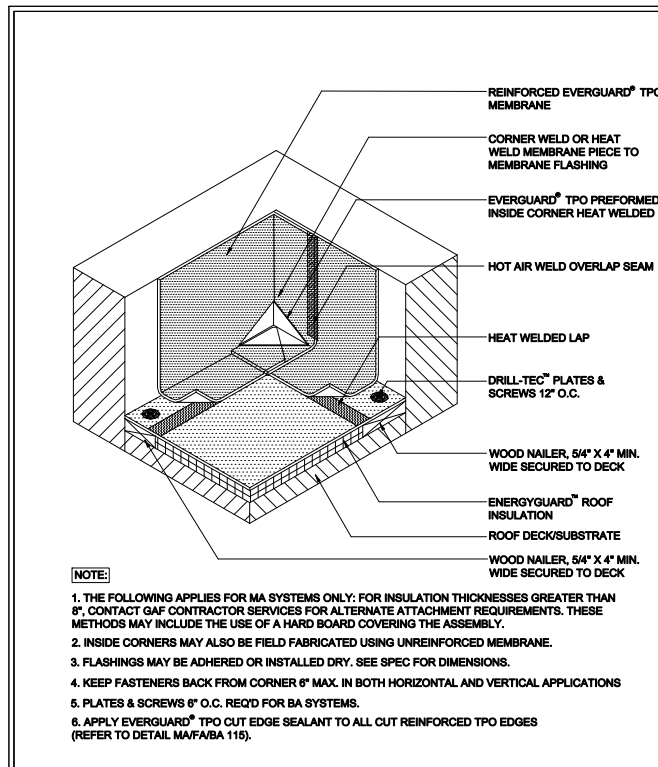 REINFORCED EVERGUARD® TPO
MEMBRANE
CORNER WELD OR HEAT
WELD MEMBRANE PIECE TO
MEMBRANE FLASHING
EVERGUARD® TPO PREFORMED
INSIDE CORNER HEAT WELDED
HOT AIR WELD OVERLAP SEAM
HEAT WELDED LAP
DRILL-TEC™ PLATES &
SCREWS 12" O.C.
WOOD NAILER, 5/4" X 4" MIN.
WIDE SECURED TO DECK
ENERGYGUARD™ ROOF
INSULATION
ROOF DECK/SUBSTRATE
WOOD NAILER, 5/4" X 4" MIN.
WIDE SECURED TO DECK
NOTE:
1. THE FOLLOWING APPLIES FOR MA SYSTEMS ONLY: FOR INSULATION THICKNESSES GREATER THAN
8", CONTACT GAF CONTRACTOR SERVICES FOR ALTERNATE ATTACHMENT REQUIREMENTS. THESE
METHODS MAY INCLUDE THE USE OF A HARD BOARD COVERING THE ASSEMBLY.
2. INSIDE CORNERS MAY ALSO BE FIELD FABRICATED USING UNREINFORCED MEMBRANE.
3. FLASHINGS MAY BE ADHERED OR INSTALLED DRY. SEE SPEC FOR DIMENSIONS.
4. KEEP FASTENERS BACK FROM CORNER 6" MAX. IN BOTH HORIZONTAL AND VERTICAL APPLICATIONS
5. PLATES & SCREWS 6" O.C. REQ'D FOR BA SYSTEMS.
6. APPLY EVERGUARD® TPO CUT EDGE SEALANT TO ALL CUT REINFORCED TPO EDGES
(REFER TO DETAIL MA/FA/BA 115).